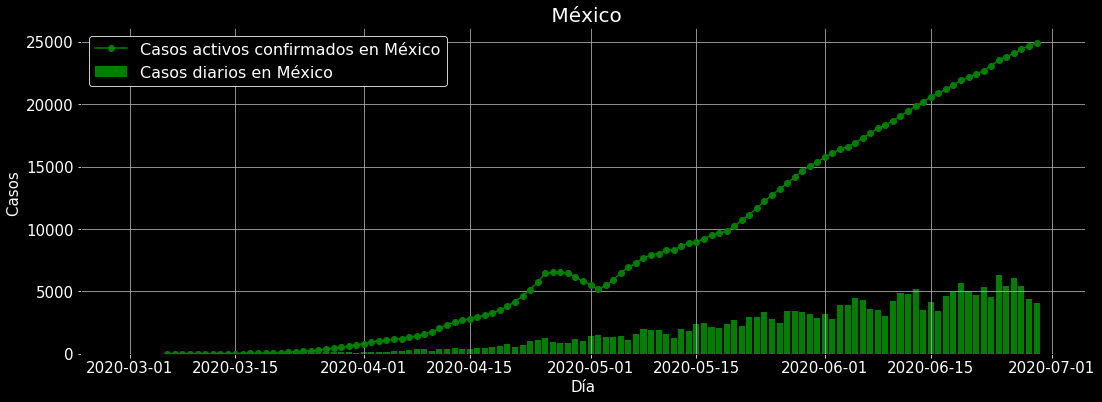 México
Casos activos confirmados en México
Casos diarios en México
25000
20000
15000
10000
5000
0
Casos
2020-03-01 2020-03-15 2020-04-01 2020-04-15 2020-05-01 2020-05-15 2020-06-01 2020-06-15 2020-07-01
Día